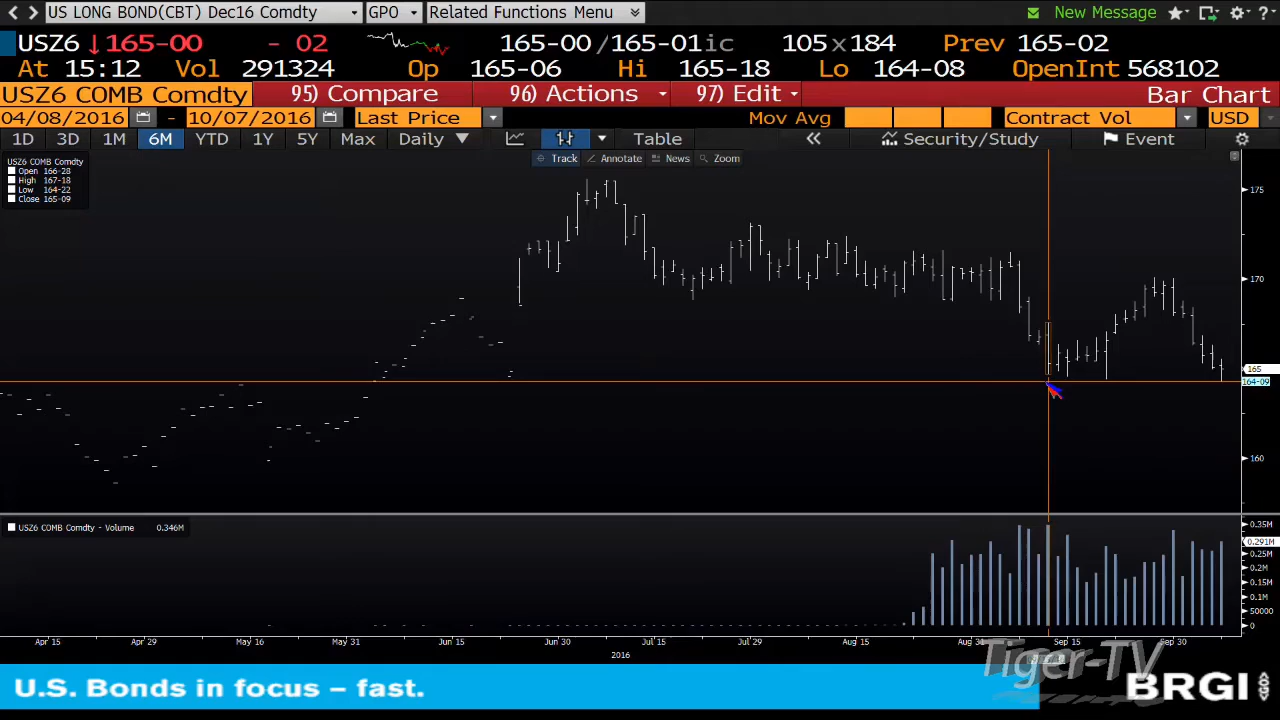 US LONG BOND(CBT) Dec16 Comdty GPO Related Functions Menu New Message
USZ6 ↓165-00 - 02 165-00/165-01ic 105x184 Prev 165-02
At 15:12 Vol 291324 Op 165-06 Hi 165-18 Lo 164-08 OpenInt 568102
USZ6 COMB Comdty 95) Compare 96) Actions 97) Edit Bar Chart
04/08/2016 - 10/07/2016 Last Price Mov Avg Contract Vol USD
1D 3D 1M 6M YTD 1Y 5Y Max Daily Table Security/Study Event
Track Annotate News Zoom
USZ6 COMB Comdty
Open 166-28
High 167-18
Low 164-22
Close 165-09
175
170
165
164-09
160
USZ6 COMB Comdty - Volume 0.346M
0.35M
0.291M
0.25M
0.2M
0.15M
0.1M
50000
0
Apr 15 Apr 29 May 16 May 31 Jun 15 Jun 30 Jul 15 Jul 29 Aug 15 Aug 31 Sep 15 Sep 30
2016
Tiger-TV
U.S. Bonds in focus – fast.
BRGI